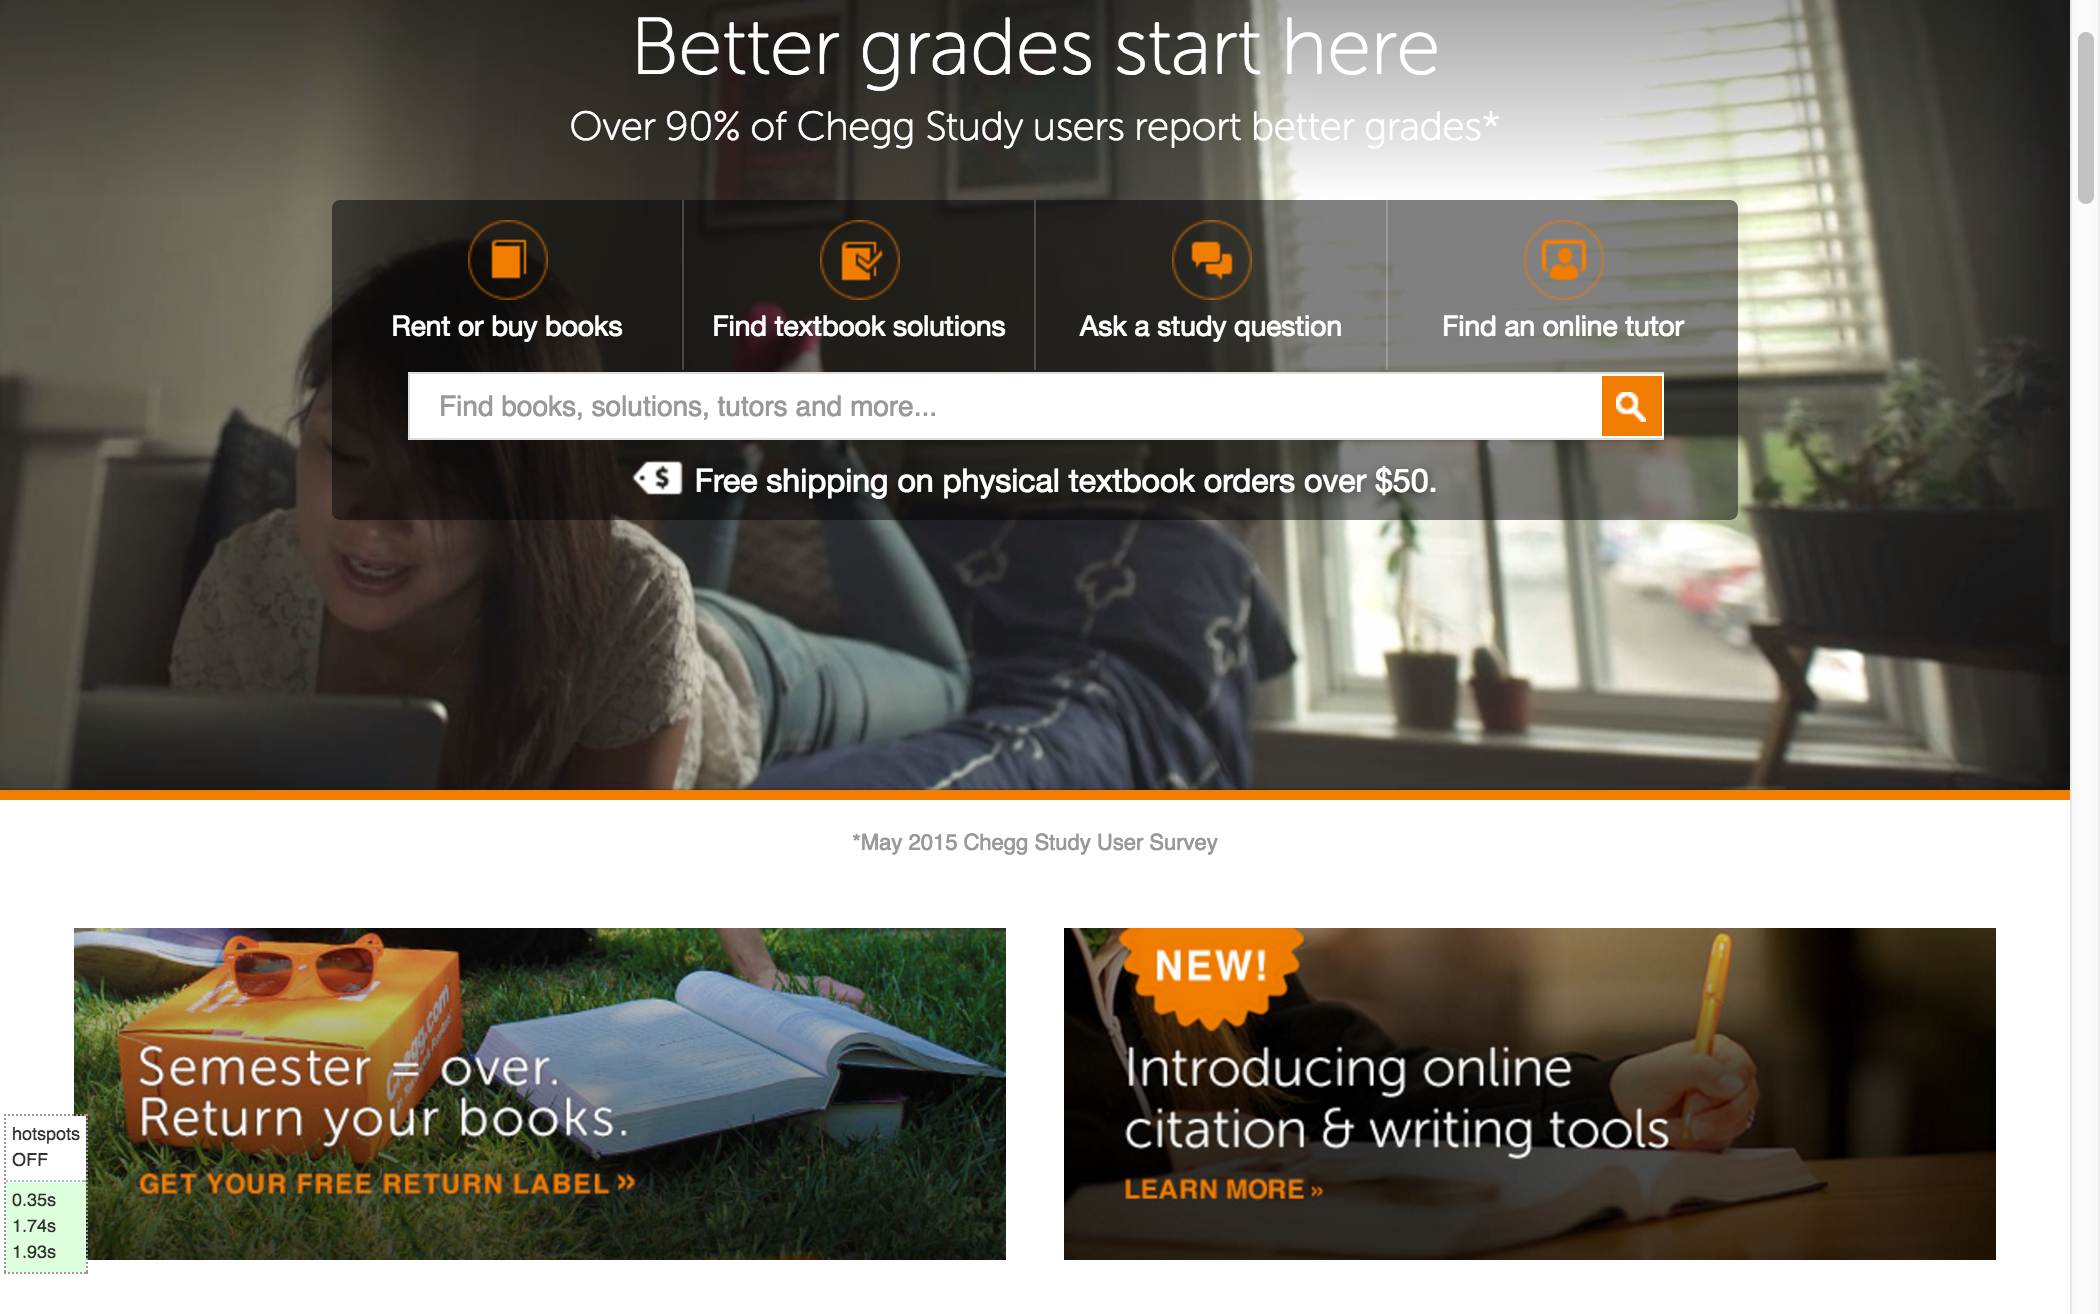 Better grades start here
Over 90% of Chegg Study users report better grades*
Rent or buy books
Find textbook solutions
Ask a study question
Find an online tutor
Find books, solutions, tutors and more...
$ Free shipping on physical textbook orders over $50.
*May 2015 Chegg Study User Survey
Chegg.com
Semester = over.
Return your books.
GET YOUR FREE RETURN LABEL »
NEW!
Introducing online
citation & writing tools
LEARN MORE »
hotspots
OFF
0.35s
1.74s
1.93s